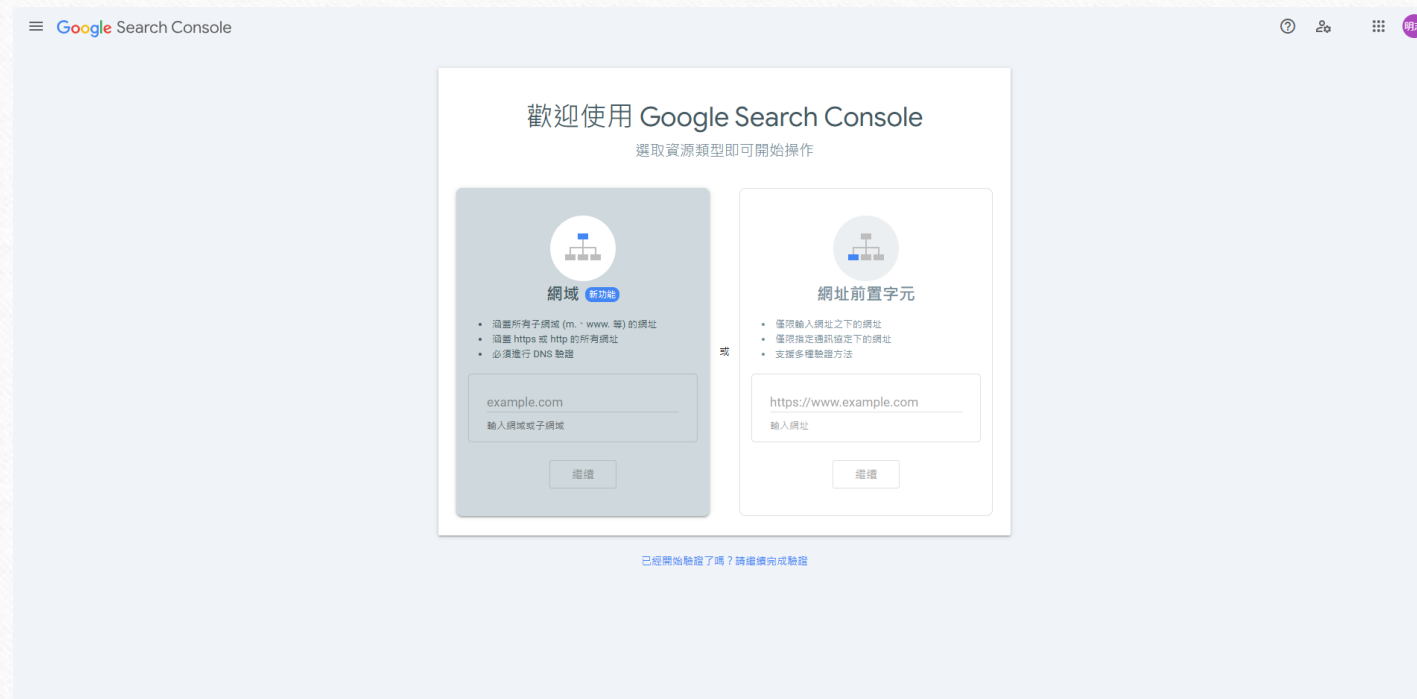 Google Search Console
歡迎使用 Google Search Console
選取資源類型即可開始操作
網域 新功能
涵蓋所有子網域 (m.、www. 等) 的網址
涵蓋 https 或 http 的所有網址
必須進行 DNS 驗證
example.com
輸入網域或子網域
繼續
或
網址前置字元
僅限輸入網址之下的網址
僅限指定通訊協定下的網址
支援多種驗證方法
https://www.example.com
輸入網址
繼續
已經開始驗證了嗎？請繼續完成驗證